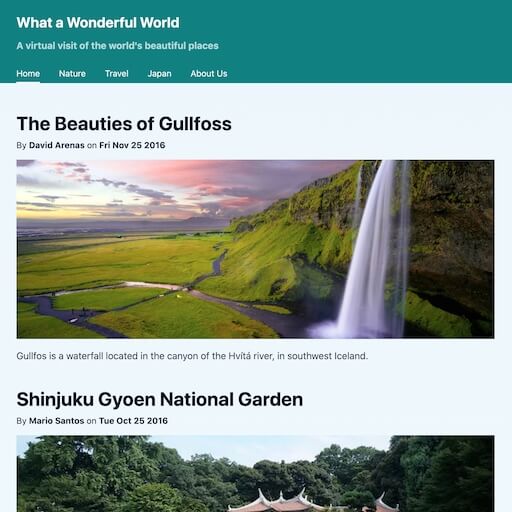 What a Wonderful World
A virtual visit of the world's beautiful places
Home Nature Travel Japan About Us
The Beauties of Gullfoss
By David Arenas on Fri Nov 25 2016
Gullfos is a waterfall located in the canyon of the Hvítá river, in southwest Iceland.
Shinjuku Gyoen National Garden
By Mario Santos on Tue Oct 25 2016